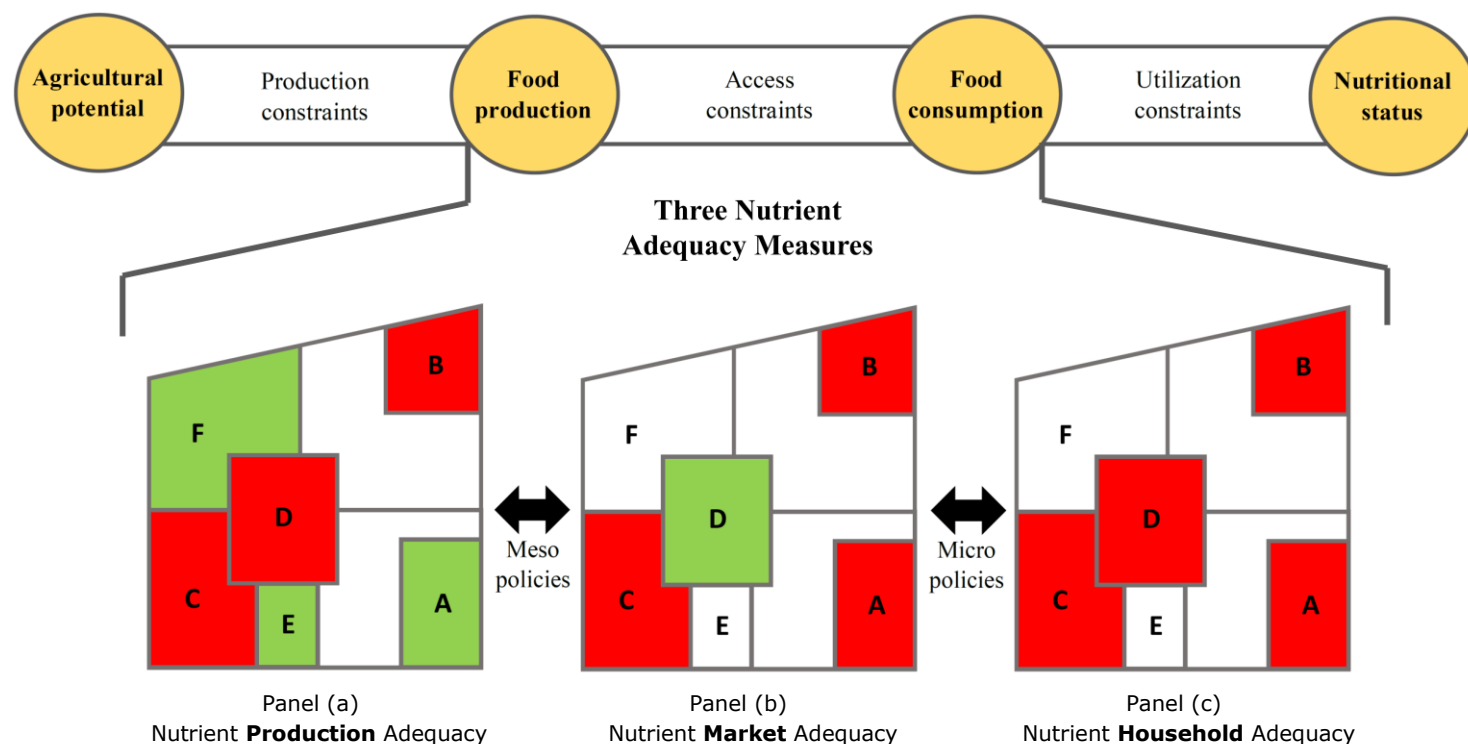 Agricultural
potential
Production
constraints
Food
production
Access
constraints
Food
consumption
Utilization
constraints
Nutritional
status
Three Nutrient
Adequacy Measures
B
F
D
C
E
A
Meso
policies
B
F
D
C
E
A
Micro
policies
B
F
D
C
E
A
Panel (a)
Nutrient Production Adequacy
Panel (b)
Nutrient Market Adequacy
Panel (c)
Nutrient Household Adequacy